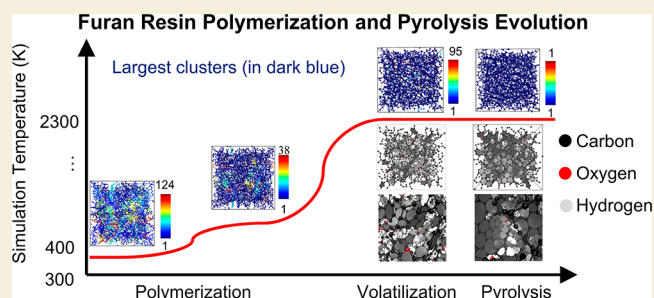 Furan Resin Polymerization and Pyrolysis Evolution
Simulation Temperature (K)
Largest clusters (in dark blue)
95
1
1
1
2300
⋮
38
1
124
1
400
300
Carbon
Oxygen
Hydrogen
Polymerization
Volatilization
Pyrolysis